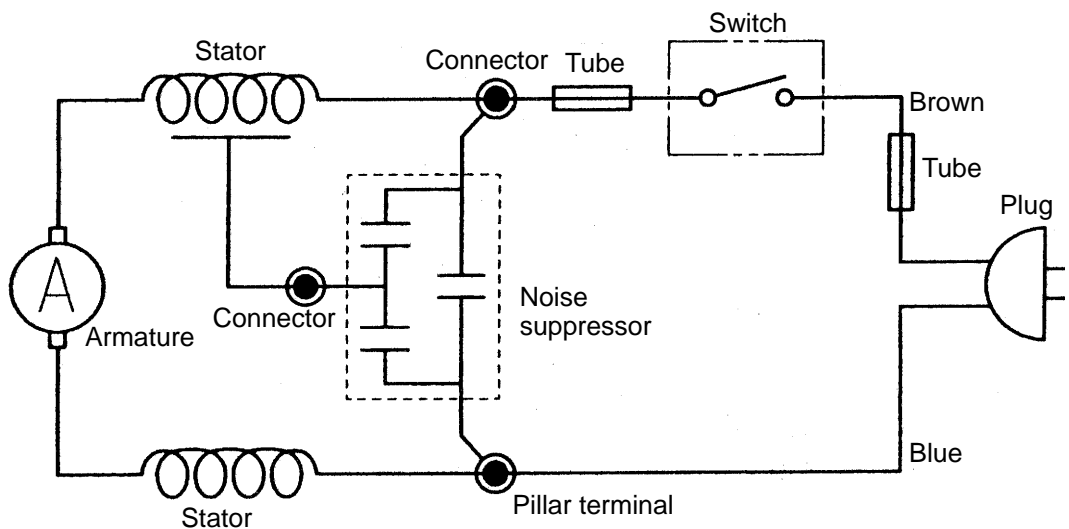 Switch
Stator
Connector
Tube
Brown
Tube
Plug
A
Armature
Connector
Noise
suppressor
Blue
Pillar terminal
Stator